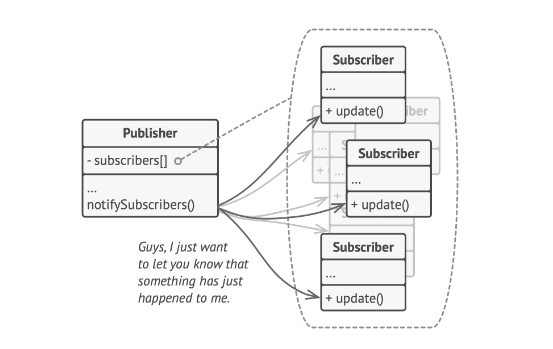 Subscriber
...
+ update()
Publisher
- subscribers[]
...
notifySubscribers()
Subscriber
...
+ update()
Subscriber
...
+ update()
Guys, I just want
to let you know that
something has just
happened to me.